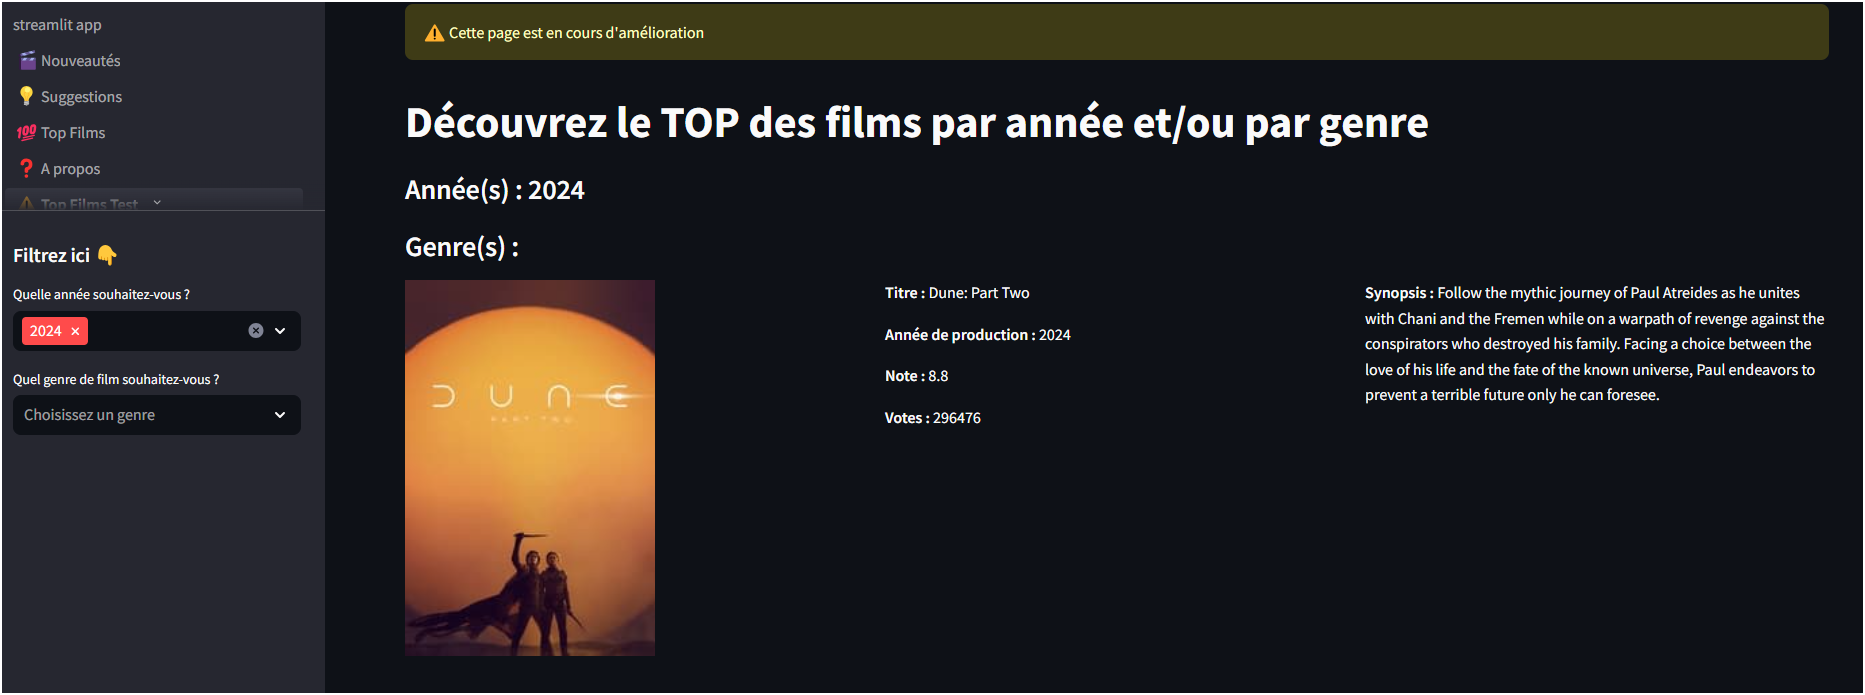 streamlit app
Nouveautés
Suggestions
Top Films
A propos
Top Films Test
Filtrez ici
Quelle année souhaitez-vous ?
2024
Quel genre de film souhaitez-vous ?
Choisissez un genre
Cette page est en cours d'amélioration
Découvrez le TOP des films par année et/ou par genre
Année(s) : 2024
Genre(s) :
DUNE
PART TWO
Titre : Dune: Part Two
Année de production : 2024
Note : 8.8
Votes : 296476
Synopsis : Follow the mythic journey of Paul Atreides as he unites
with Chani and the Fremen while on a warpath of revenge against the
conspirators who destroyed his family. Facing a choice between the
love of his life and the fate of the known universe, Paul endeavors to
prevent a terrible future only he can foresee.